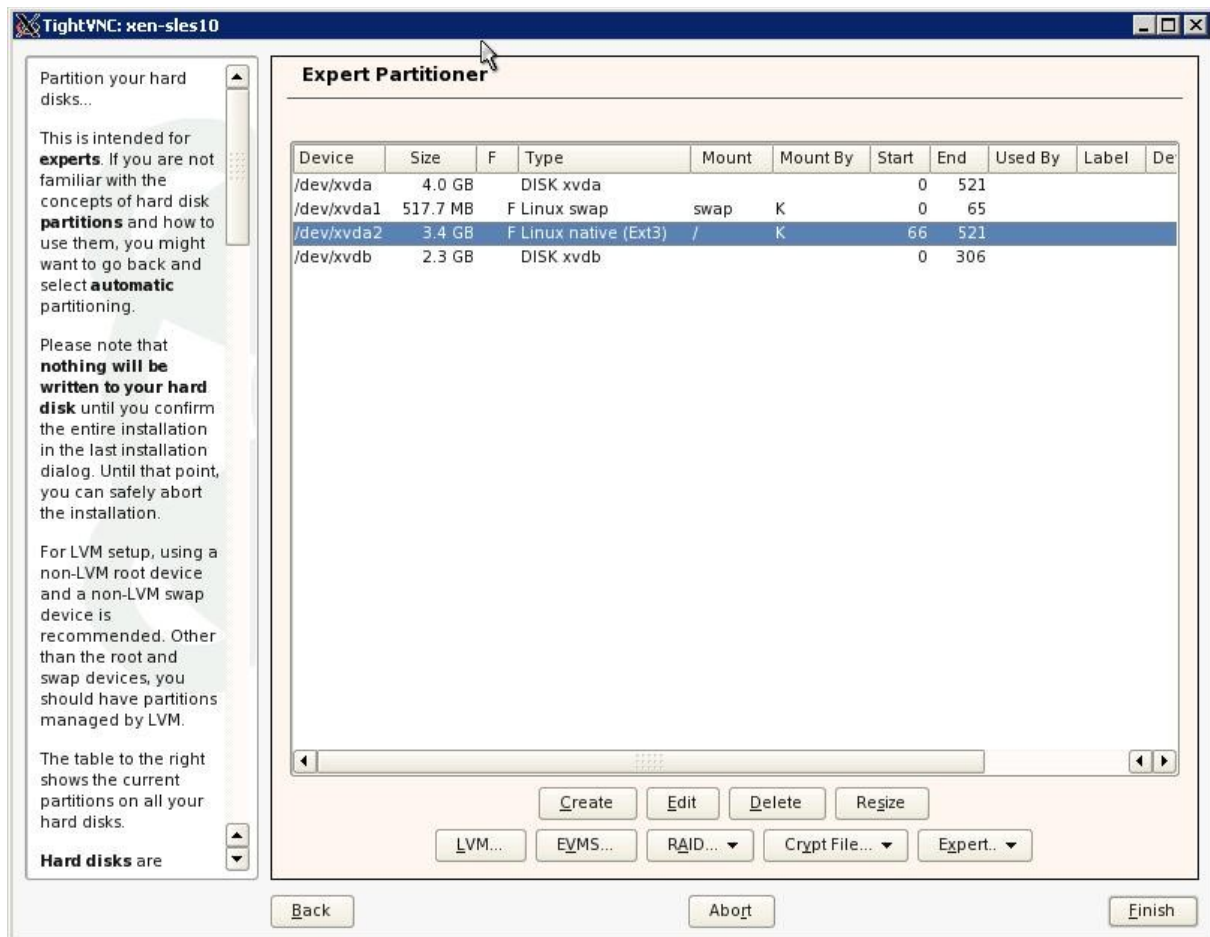 TightVNC: xen-sles10
Partition your hard
disks...
This is intended for
experts. If you are not
familiar with the
concepts of hard disk
partitions and how to
use them, you might
want to go back and
select automatic
partitioning.
Please note that
nothing will be
written to your hard
disk until you confirm
the entire installation
in the last installation
dialog. Until that point,
you can safely abort
the installation.
For LVM setup, using a
non-LVM root device
and a non-LVM swap
device is
recommended. Other
than the root and
swap devices, you
should have partitions
managed by LVM.
The table to the right
shows the current
partitions on all your
hard disks.
Hard disks are
Expert Partitioner
Device Size F Type Mount Mount By Start End Used By Label De
/dev/xvda 4.0 GB DISK xvda 0 521
/dev/xvda1 517.7 MB F Linux swap swap K 0 65
/dev/xvda2 3.4 GB F Linux native (Ext3) / K 66 521
/dev/xvdb 2.3 GB DISK xvdb 0 306
Create Edit Delete Resize
LVM... EVMS... RAID... Crypt File... Expert..
Back Abort Finish